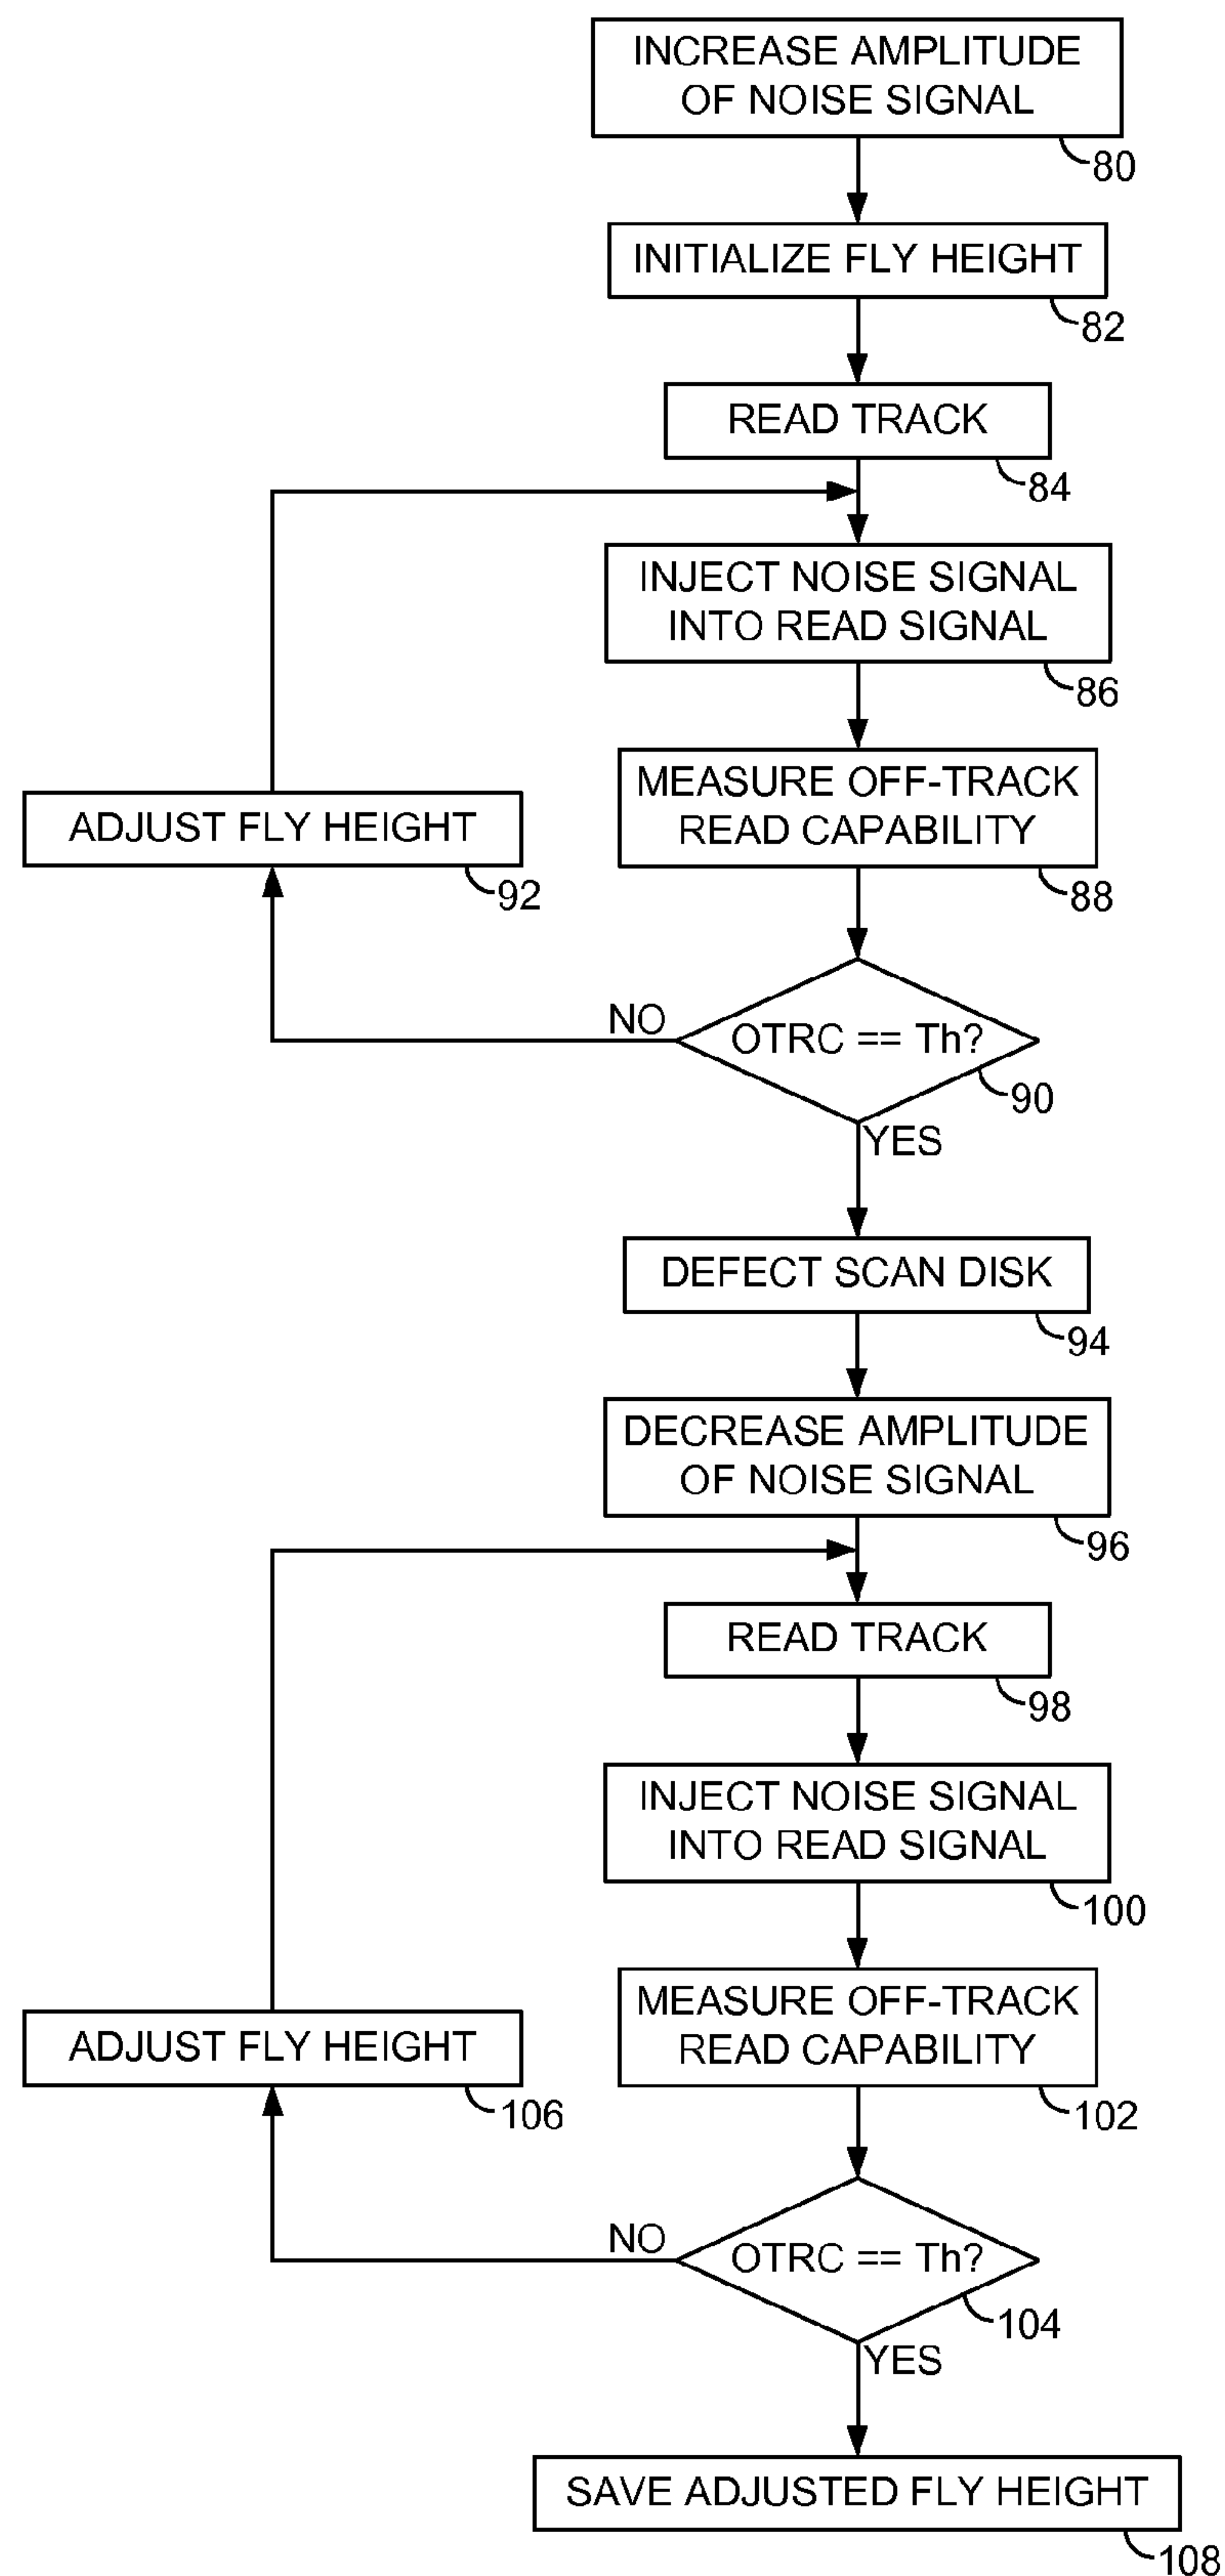 INCREASE AMPLITUDE
OF NOISE SIGNAL
80
INITIALIZE FLY HEIGHT
82
READ TRACK
84
INJECT NOISE SIGNAL
INTO READ SIGNAL
86
MEASURE OFF-TRACK
READ CAPABILITY
88
ADJUST FLY HEIGHT
92
NO
OTRC == Th?
90
YES
DEFECT SCAN DISK
94
DECREASE AMPLITUDE
OF NOISE SIGNAL
96
READ TRACK
98
INJECT NOISE SIGNAL
INTO READ SIGNAL
100
MEASURE OFF-TRACK
READ CAPABILITY
102
ADJUST FLY HEIGHT
106
NO
OTRC == Th?
104
YES
SAVE ADJUSTED FLY HEIGHT
108